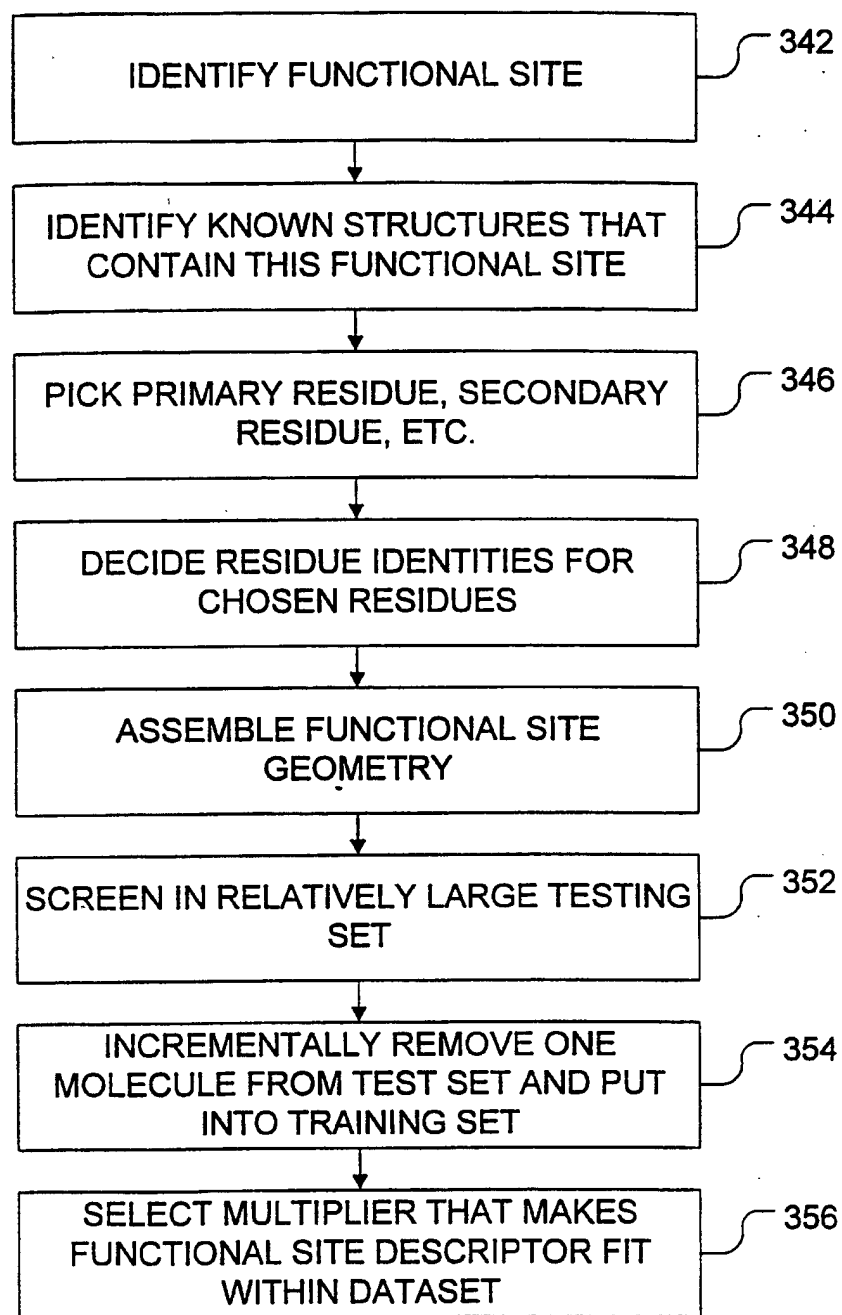 IDENTIFY FUNCTIONAL SITE
342
IDENTIFY KNOWN STRUCTURES THAT
CONTAIN THIS FUNCTIONAL SITE
344
PICK PRIMARY RESIDUE, SECONDARY
RESIDUE, ETC.
346
DECIDE RESIDUE IDENTITIES FOR
CHOSEN RESIDUES
348
ASSEMBLE FUNCTIONAL SITE
GEOMETRY
350
SCREEN IN RELATIVELY LARGE TESTING
SET
352
INCREMENTALLY REMOVE ONE
MOLECULE FROM TEST SET AND PUT
INTO TRAINING SET
354
SELECT MULTIPLIER THAT MAKES
FUNCTIONAL SITE DESCRIPTOR FIT
WITHIN DATASET
356